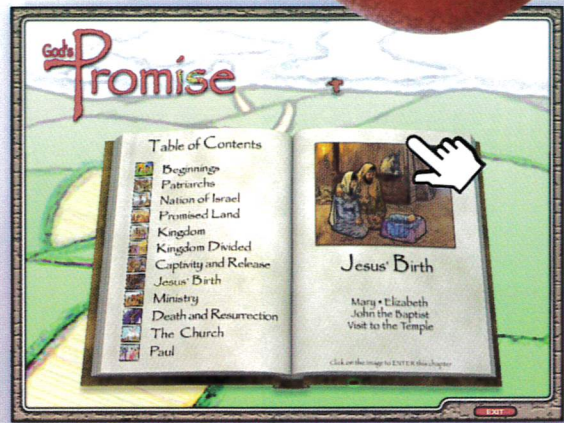 God's
Promise
Table of Contents
Beginnings
Patriarchs
Nation of Israel
Promised Land
Kingdom
Kingdom Divided
Captivity and Release
Jesus' Birth
Ministry
Death and Resurrection
The Church
Paul
Jesus' Birth
Mary • Elizabeth
John the Baptist
Visit to the Temple
Click on the image to ENTER this chapter
EXIT